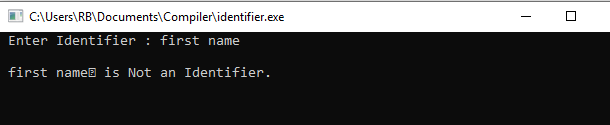 C:\Users\RB\Documents\Compiler\identifier.exe
Enter Identifier : first name
first name⍰ is Not an Identifier.